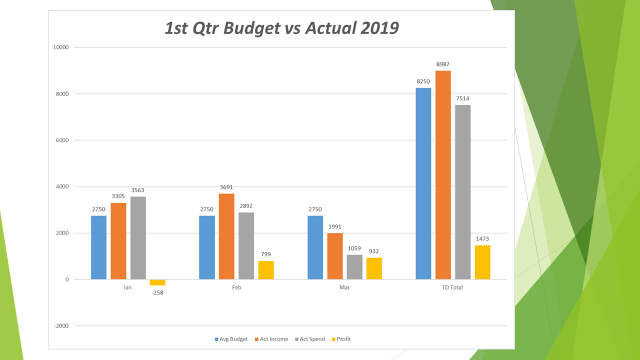 1st Qtr Budget vs Actual 2019
10000
8000
6000
4000
2000
0
-2000
2750
3305
3563
-258
2750
3691
2892
799
2750
1991
1059
932
8250
8987
7514
1473
Jan
Feb
Mar
TD Total
Avg Budget
Act Income
Act Spend
Profit